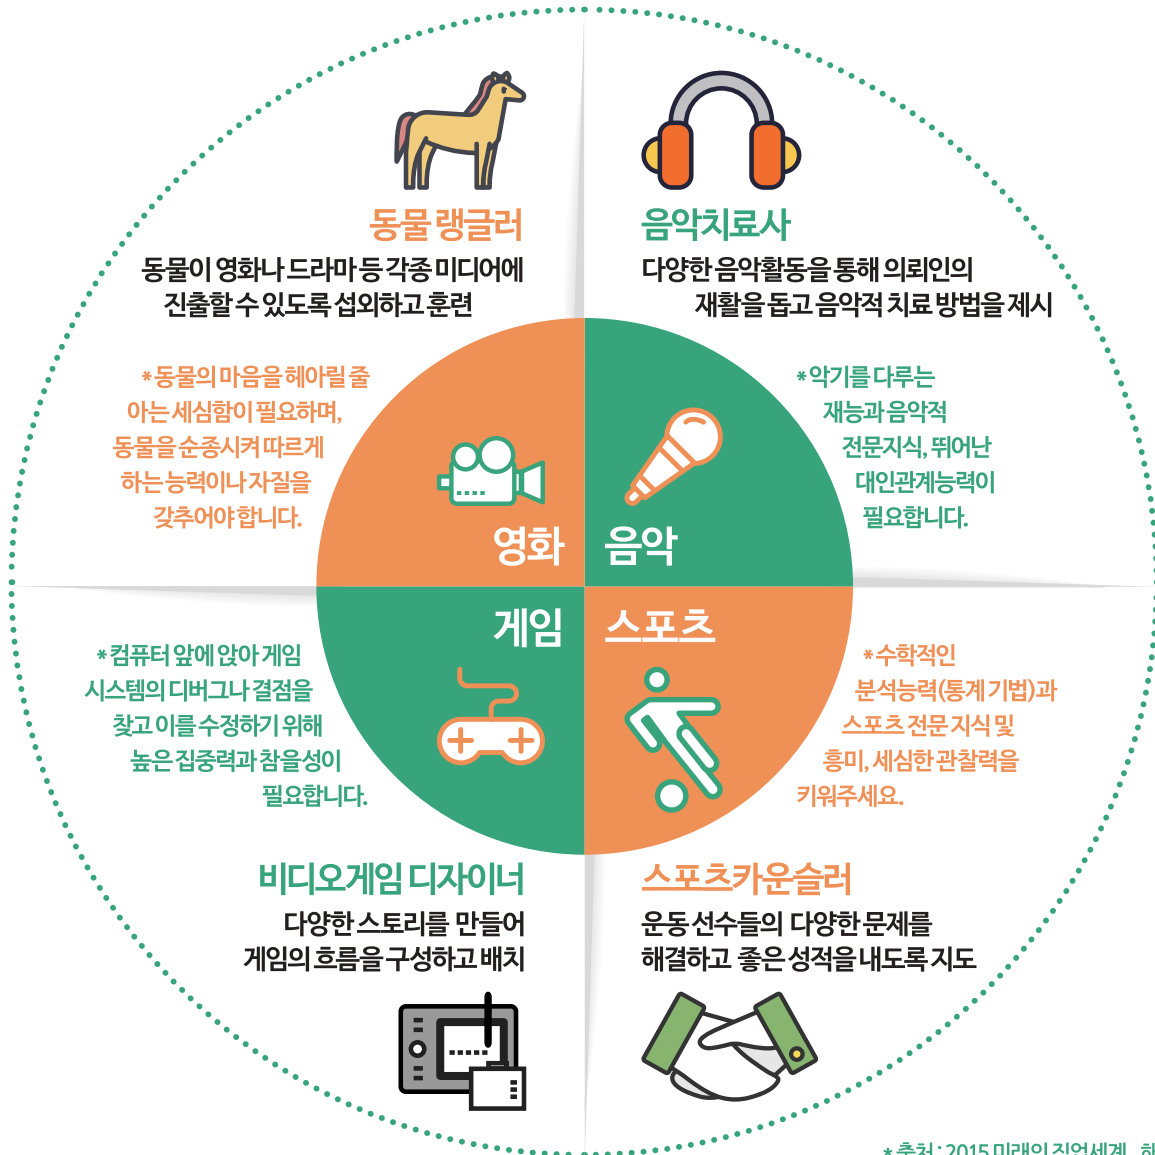 동물 랭글러
동물이 영화나 드라마 등 각종 미디어에
진출할 수 있도록 섭외하고 훈련
*동물의 마음을 헤아릴 줄
아는 세심함이 필요하며,
동물을 순종시켜 따르게
하는 능력이나 자질을
갖추어야 합니다.
영화
음악치료사
다양한 음악활동을 통해 의뢰인의
재활을 돕고 음악적 치료 방법을 제시
*악기를 다루는
재능과 음악적
전문지식, 뛰어난
대인관계능력이
필요합니다.
음악
게임
*컴퓨터 앞에 앉아 게임
시스템의 디버그나 결점을
찾고 이를 수정하기 위해
높은 집중력과 참을성이
필요합니다.
비디오게임 디자이너
다양한 스토리를 만들어
게임의 흐름을 구성하고 배치
스포츠
*수학적인
분석능력(통계 기법)과
스포츠 전문 지식 및
흥미, 세심한 관찰력을
키워주세요.
스포츠카운슬러
운동 선수들의 다양한 문제를
해결하고 좋은 성적을 내도록 지도
*출처 : 2015 미래의 직업세계